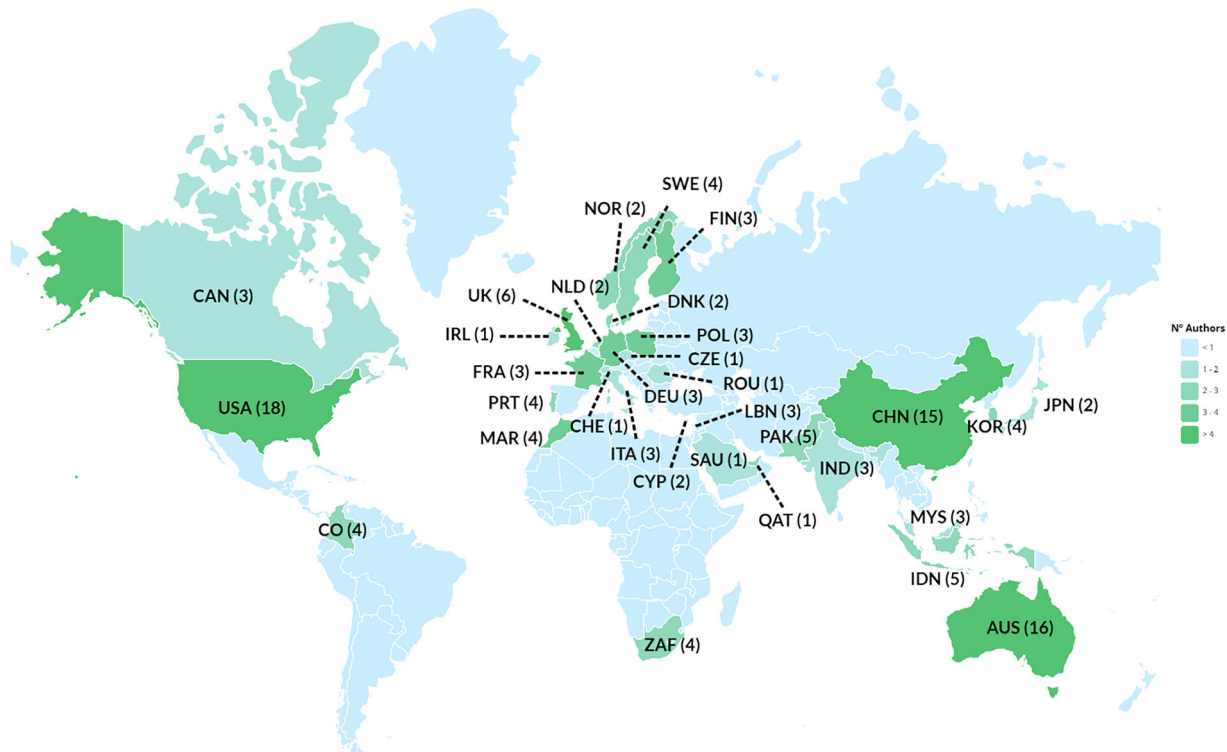 SWE (4)
NOR (2)
FIN(3)
CAN (3)
NLD (2)
UK (6)
DNK (2)
IRL (1)
POL (3)
CZE (1)
FRA (3)
ROU (1)
DEU (3)
PRT (4)
USA (18)
LBN (3)
CHN (15)
JPN (2)
CHE (1)
KOR (4)
MAR (4)
PAK (5)
ITA (3)
SAU (1)
IND (3)
CYP (2)
QAT (1)
MYS (3)
CO (4)
IDN (5)
AUS (16)
ZAF (4)
Nº Authors
< 1
1 - 2
2 - 3
3 - 4
> 4